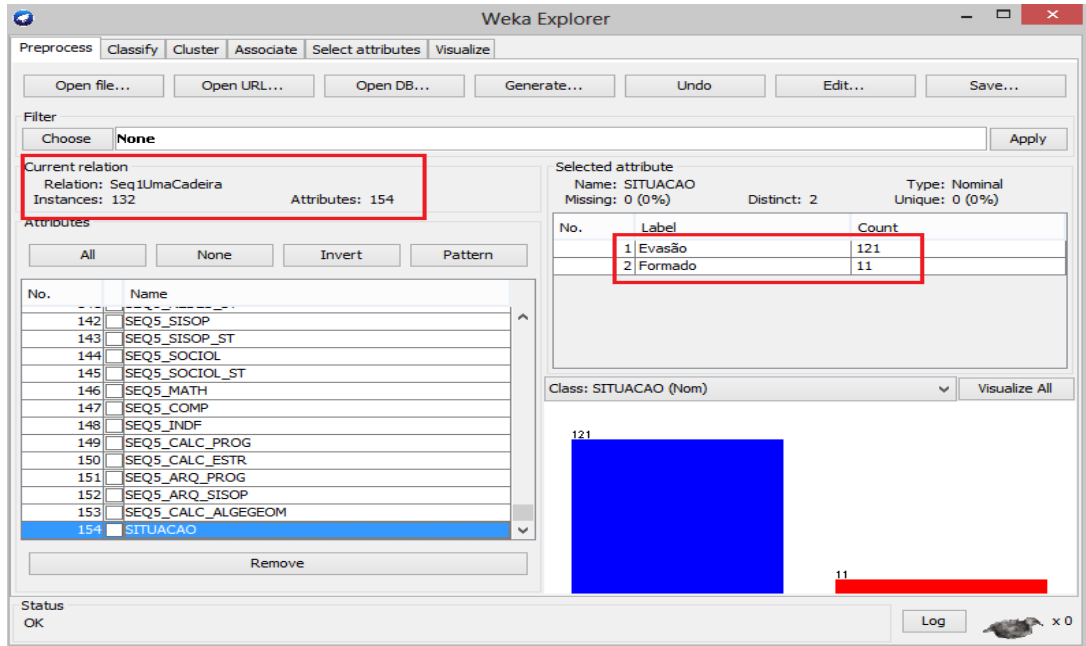 Weka Explorer
Preprocess Classify Cluster Associate Select attributes Visualize
Open file... Open URL... Open DB... Generate... Undo Edit... Save...
Filter
Choose None Apply
Current relation
Relation: Seq1UmaCadeira
Instances: 132 Attributes: 154
Attributes
All None Invert Pattern
No. Name
142 SEQ5_SISOP
143 SEQ5_SISOP_ST
144 SEQ5_SOCIOL
145 SEQ5_SOCIOL_ST
146 SEQ5_MATH
147 SEQ5_COMP
148 SEQ5_INDF
149 SEQ5_CALC_PROG
150 SEQ5_CALC_ESTR
151 SEQ5_ARQ_PROG
152 SEQ5_ARQ_SISOP
153 SEQ5_CALC_ALGEGEOM
154 SITUACAO
Remove
Selected attribute
Name: SITUACAO Type: Nominal
Missing: 0 (0%) Distinct: 2 Unique: 0 (0%)
No. Label Count
1 Evasão 121
2 Formado 11
Class: SITUACAO (Nom) Visualize All
121
11
Status
OK Log x 0